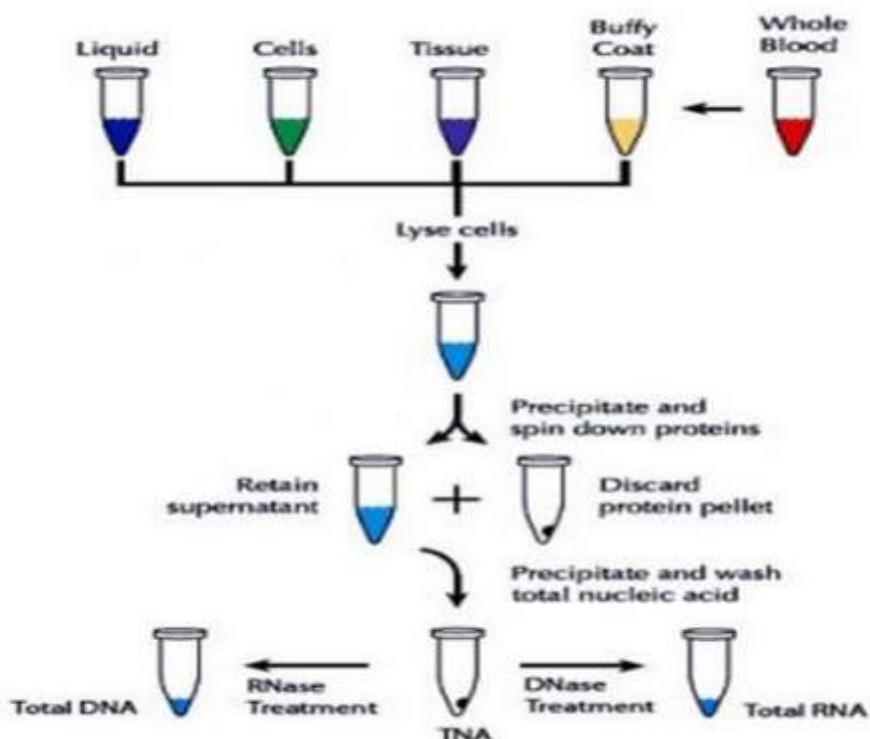 Liquid
Cells
Tissue
Buffy
Coat
Whole
Blood
Lyse cells
Precipitate and
spin down proteins
Retain
supernatant
Discard
protein pellet
Precipitate and wash
total nucleic acid
Total DNA
RNase
Treatment
TNA
DNase
Treatment
Total RNA